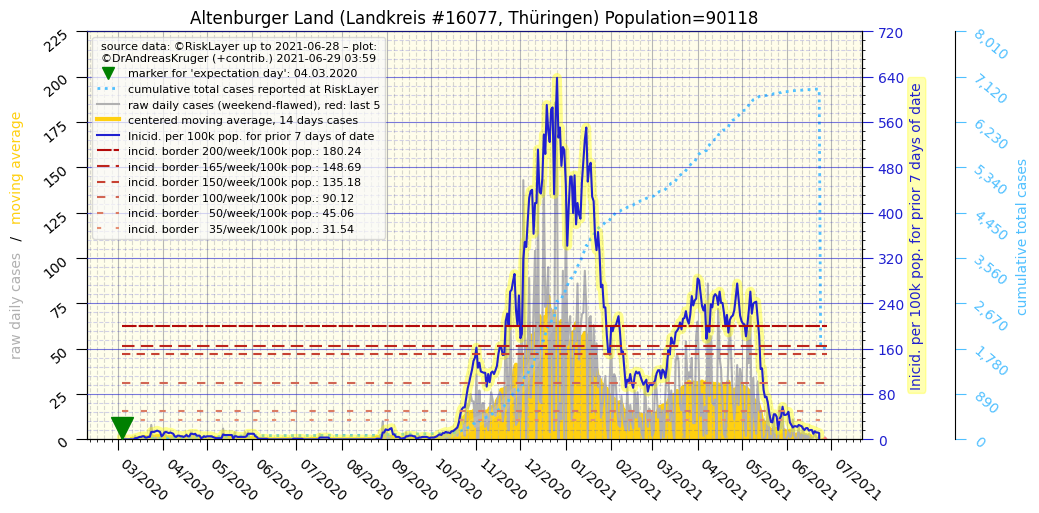 Altenburger Land (Landkreis #16077, Thüringen) Population=90118
source data: ©RiskLayer up to 2021-06-28 – plot:
©DrAndreasKruger (+contrib.) 2021-06-29 03:59
marker for 'expectation day': 04.03.2020
cumulative total cases reported at RiskLayer
raw daily cases (weekend-flawed), red: last 5
centered moving average, 14 days cases
Inicid. per 100k pop. for prior 7 days of date
incid. border 200/week/100k pop.: 180.24
incid. border 165/week/100k pop.: 148.69
incid. border 150/week/100k pop.: 135.18
incid. border 100/week/100k pop.: 90.12
incid. border 50/week/100k pop.: 45.06
incid. border 35/week/100k pop.: 31.54
raw daily cases / moving average
225
200
175
150
125
100
75
50
25
0
720
640
560
480
400
320
240
160
80
0
Inicid. per 100k pop. for prior 7 days of date
8,010
7,120
6,230
5,340
4,450
3,560
2,670
1,780
890
0
cumulative total cases
03/2020
04/2020
05/2020
06/2020
07/2020
08/2020
09/2020
10/2020
11/2020
12/2020
01/2021
02/2021
03/2021
04/2021
05/2021
06/2021
07/2021